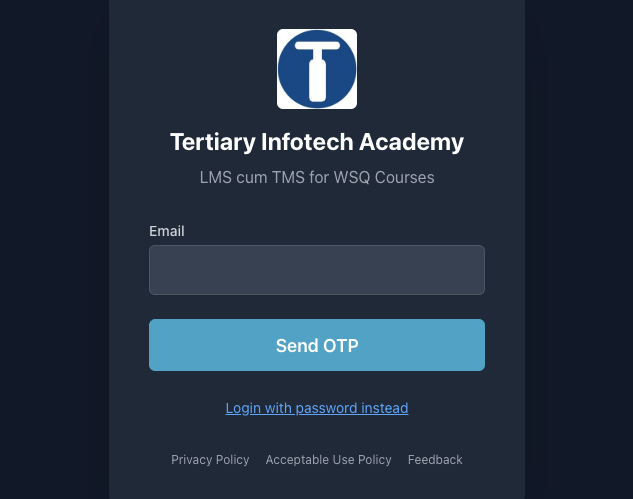 Tertiary Infotech Academy
LMS cum TMS for WSQ Courses
Email
Send OTP
Login with password instead
Privacy Policy Acceptable Use Policy Feedback